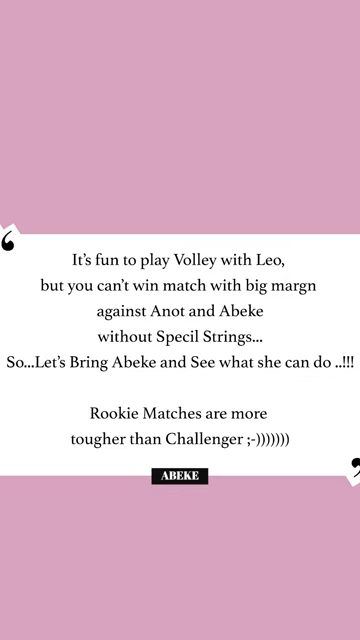 It's fun to play Volley with Leo,
but you can't win match with big margn
against Anot and Abeke
without Specil Strings...
So...Let's Bring Abeke and See what she can do ..!!!
Rookie Matches are more
tougher than Challenger ;-)))))))
ABEKE